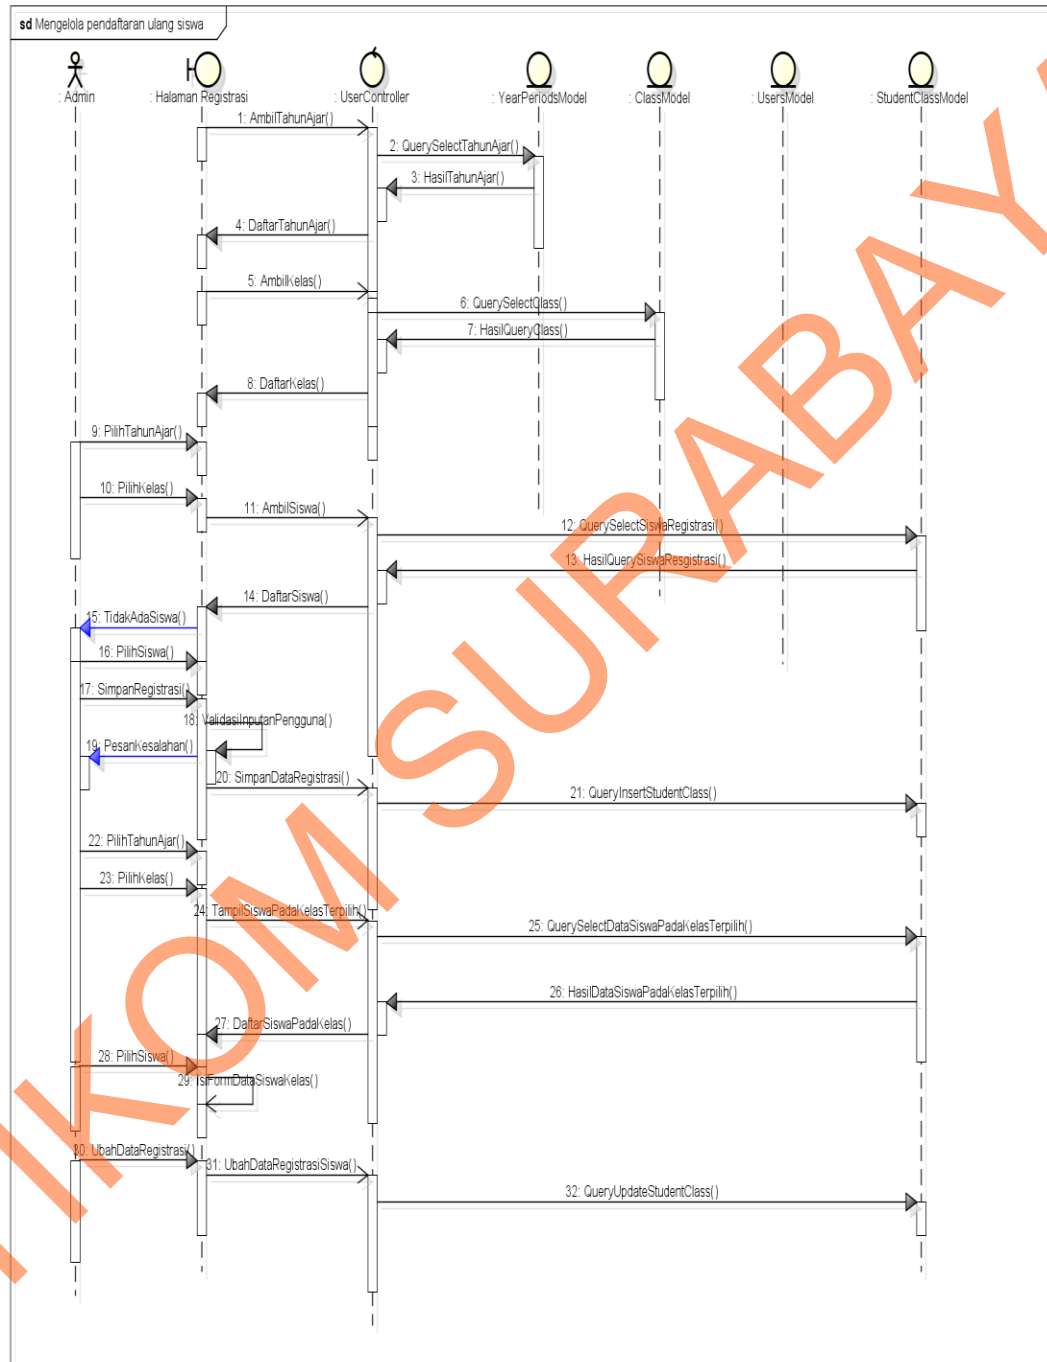 sd Mengelola pendaftaran ulang siswa
: Admin
: Halaman Registrasi
: UserController
: YearPeriodsModel
: ClassModel
: UsersModel
: StudentClassModel
1: AmbilTahunAjar()
2: QuerySelectTahunAjar()
3: HasilTahunAjar()
4: DaftarTahunAjar()
5: AmbilKelas()
6: QuerySelectClass()
7: HasilQueryClass()
8: DaftarKelas()
9: PilihTahunAjar()
10: PilihKelas()
11: AmbilSiswa()
12: QuerySelectSiswaRegistrasi()
13: HasilQuerySiswaResgistrasi()
14: DaftarSiswa()
15: TidakAdaSiswa()
16: PilihSiswa()
17: SimpanRegistrasi()
18: ValidasiInputanPengguna()
19: PesanKesalahan()
20: SimpanDataRegistrasi()
21: QueryInsertStudentClass()
22: PilihTahunAjar()
23: PilihKelas()
24: TampilSiswaPadaKelasTerpilih()
25: QuerySelectDataSiswaPadaKelasTerpilih()
26: HasilDataSiswaPadaKelasTerpilih()
27: DaftarSiswaPadaKelas()
28: PilihSiswa()
29: IsiFormDataSiswaKelas()
30: UbahDataRegistrasi()
31: UbahDataRegistrasiSiswa()
32: QueryUpdateStudentClass()
IKOM SURABAYA